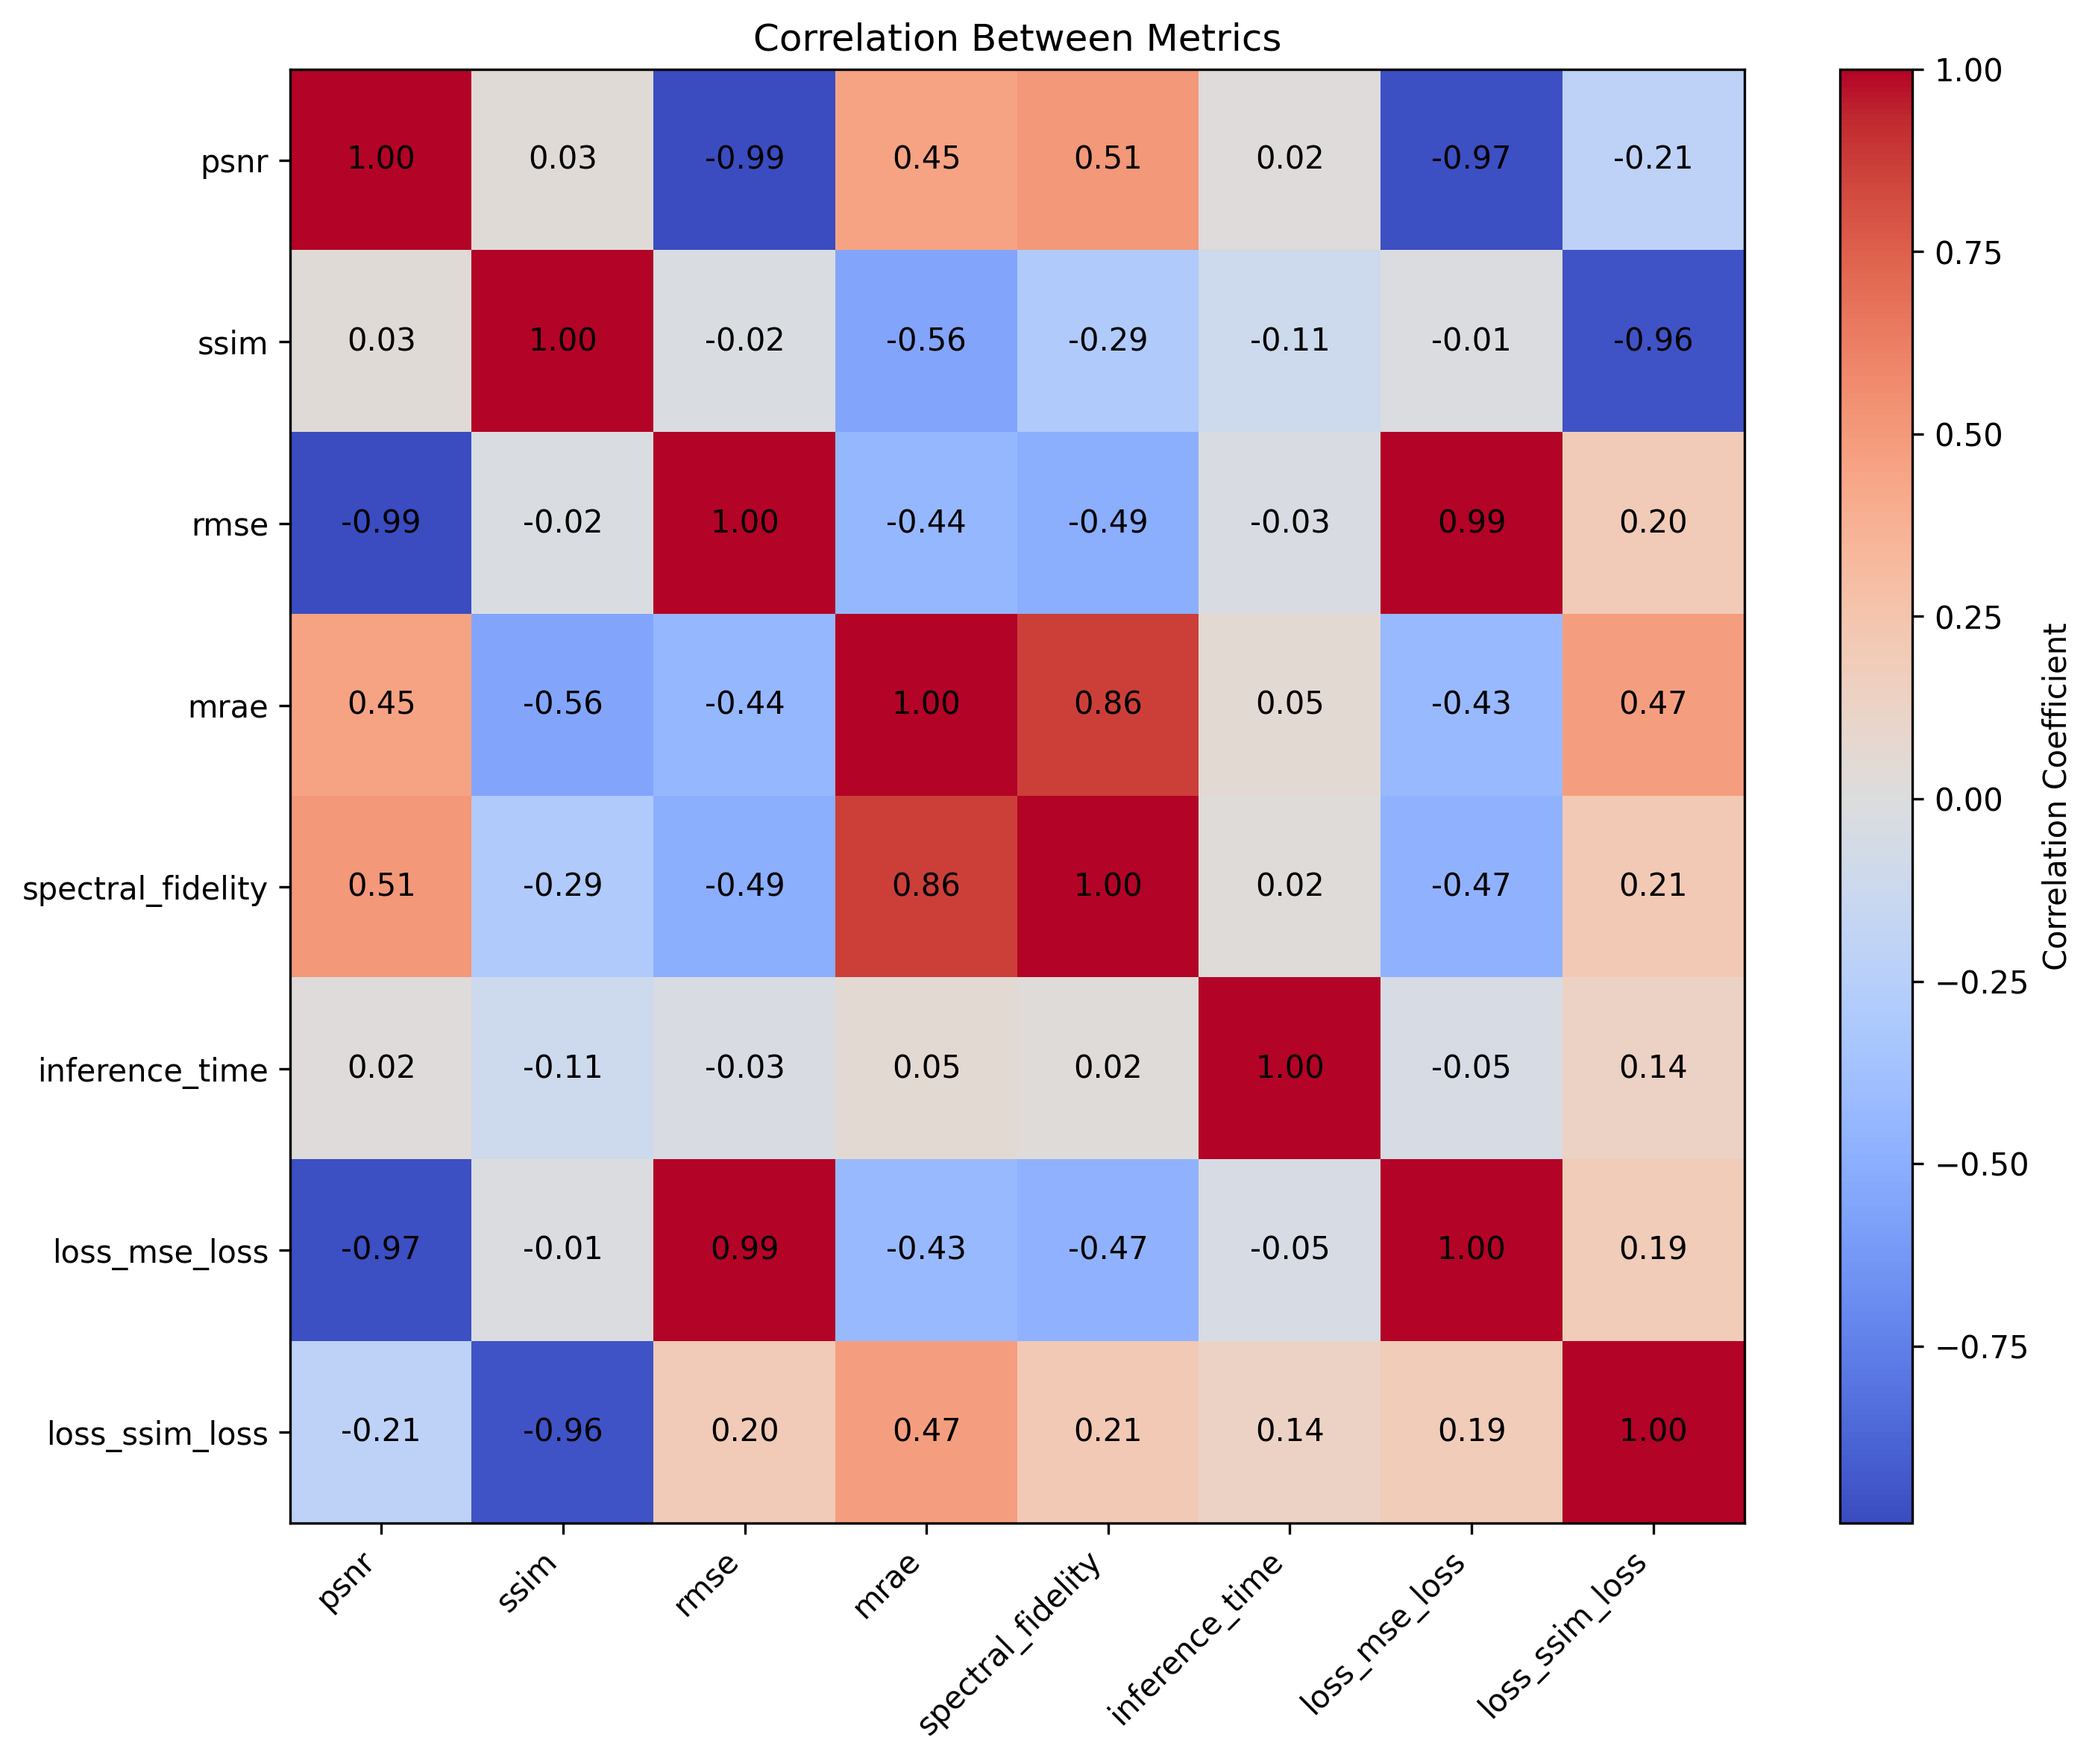 Correlation Between Metrics
psnr 1.00 0.03 -0.99 0.45 0.51 0.02 -0.97 -0.21
ssim 0.03 1.00 -0.02 -0.56 -0.29 -0.11 -0.01 -0.96
rmse -0.99 -0.02 1.00 -0.44 -0.49 -0.03 0.99 0.20
mrae 0.45 -0.56 -0.44 1.00 0.86 0.05 -0.43 0.47
spectral_fidelity 0.51 -0.29 -0.49 0.86 1.00 0.02 -0.47 0.21
inference_time 0.02 -0.11 -0.03 0.05 0.02 1.00 -0.05 0.14
loss_mse_loss -0.97 -0.01 0.99 -0.43 -0.47 -0.05 1.00 0.19
loss_ssim_loss -0.21 -0.96 0.20 0.47 0.21 0.14 0.19 1.00
psnr ssim rmse mrae spectral_fidelity inference_time loss_mse_loss loss_ssim_loss
1.00
0.75
0.50
0.25
0.00
−0.25
−0.50
−0.75
Correlation Coefficient